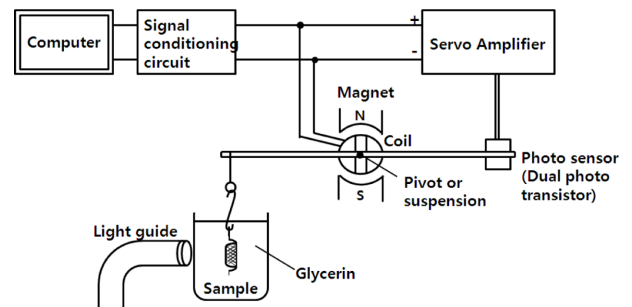 Computer
Signal
conditioning
circuit
+
-
Servo Amplifier
Magnet
N
Coil
S
Pivot or
suspension
Photo sensor
(Dual photo
transistor)
Light guide
Glycerin
Sample